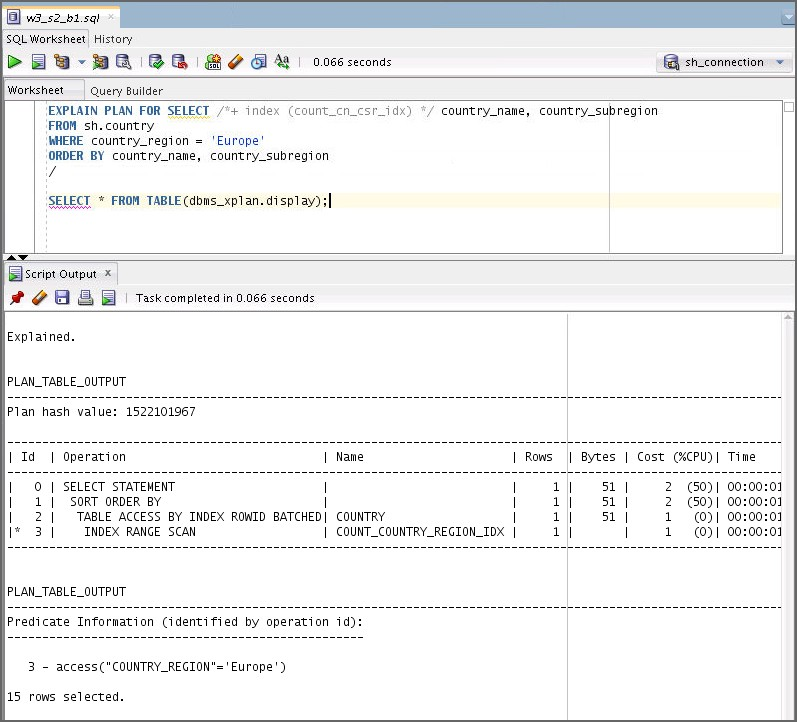 w3_s2_b1.sql
SQL Worksheet History
0.066 seconds
sh_connection
Worksheet Query Builder
EXPLAIN PLAN FOR SELECT /*+ index (count_cn_csr_idx) */ country_name, country_subregion
FROM sh.country
WHERE country_region = 'Europe'
ORDER BY country_name, country_subregion
/
SELECT * FROM TABLE(dbms_xplan.display);
Script Output x
Task completed in 0.066 seconds
Explained.
PLAN_TABLE_OUTPUT
--------------------------------------------------------------------------------
Plan hash value: 1522101967
--------------------------------------------------------------------------------
| Id | Operation | Name | Rows | Bytes | Cost (%CPU)| Time
--------------------------------------------------------------------------------
| 0 | SELECT STATEMENT | | 1 | 51 | 2 (50)| 00:00:01
| 1 | SORT ORDER BY | | 1 | 51 | 2 (50)| 00:00:01
| 2 | TABLE ACCESS BY INDEX ROWID BATCHED| COUNTRY | 1 | 51 | 1 (0)| 00:00:01
|* 3 | INDEX RANGE SCAN | COUNT_COUNTRY_REGION_IDX | 1 | | 1 (0)| 00:00:01
--------------------------------------------------------------------------------
PLAN_TABLE_OUTPUT
--------------------------------------------------------------------------------
Predicate Information (identified by operation id):
---------------------------------------------------
3 - access("COUNTRY_REGION"='Europe')
15 rows selected.